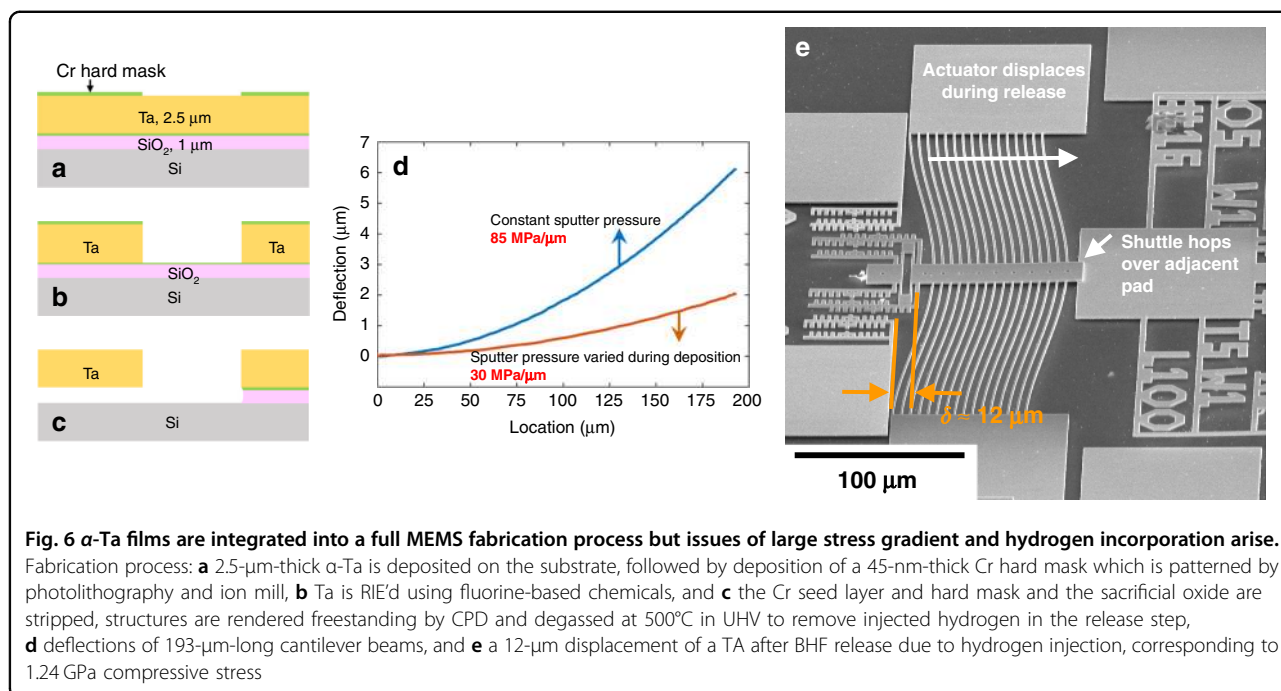 Cr hard mask
Ta, 2.5 μm
SiO₂, 1 μm
Si
a
Ta
Ta
SiO₂
Si
b
Ta
Si
c
d
7
6
5
4
3
2
1
0
Deflection (μm)
Constant sputter pressure
85 MPa/μm
Sputter pressure varied during deposition
30 MPa/μm
0
25
50
75
100
125
150
175
200
Location (μm)
e
Actuator displaces
during release
#16
O5 W1
Shuttle hops
over adjacent
pad
L100
T5 W1
δ = 12 μm
100 μm
Fig. 6 α-Ta films are integrated into a full MEMS fabrication process but issues of large stress gradient and hydrogen incorporation arise.
Fabrication process: a 2.5-μm-thick α-Ta is deposited on the substrate, followed by deposition of a 45-nm-thick Cr hard mask which is patterned by
photolithography and ion mill, b Ta is RIE'd using fluorine-based chemicals, and c the Cr seed layer and hard mask and the sacrificial oxide are
stripped, structures are rendered freestanding by CPD and degassed at 500°C in UHV to remove injected hydrogen in the release step,
d deflections of 193-μm-long cantilever beams, and e a 12-μm displacement of a TA after BHF release due to hydrogen injection, corresponding to
1.24 GPa compressive stress